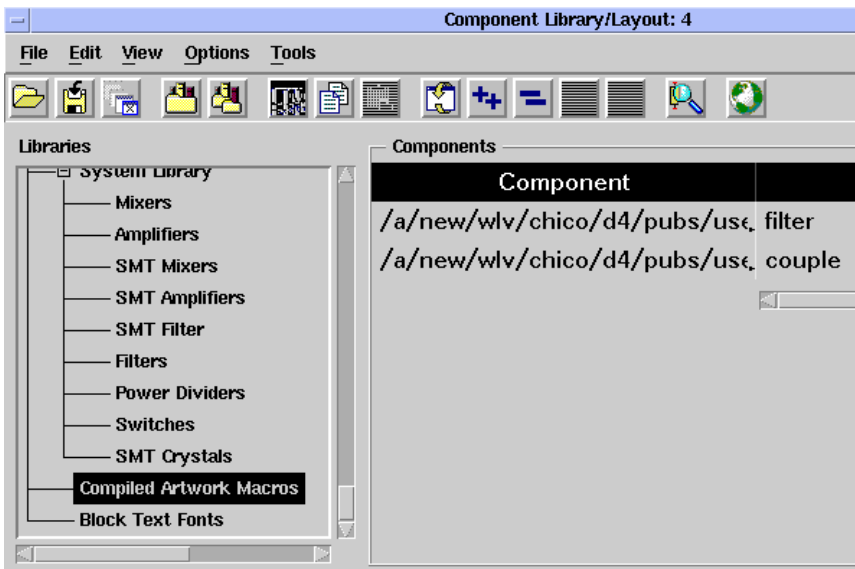 Component Library/Layout: 4
File Edit View Options Tools
Libraries
System Library
Mixers
Amplifiers
SMT Mixers
SMT Amplifiers
SMT Filter
Filters
Power Dividers
Switches
SMT Crystals
Compiled Artwork Macros
Block Text Fonts
Components
Component
/a/new/wlv/chico/d4/pubs/use filter
/a/new/wlv/chico/d4/pubs/use couple